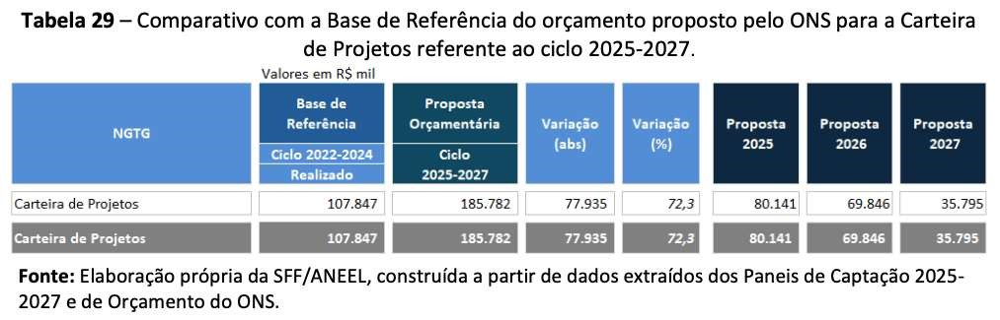 Tabela 29 – Comparativo com a Base de Referência do orçamento proposto pelo ONS para a Carteira
de Projetos referente ao ciclo 2025-2027.
Valores em R$ mil
NGTG
Base de
Referência
Ciclo 2022-2024
Realizado
Proposta
Orçamentária
Ciclo
2025-2027
Variação
(abs)
Variação
(%)
Proposta
2025
Proposta
2026
Proposta
2027
Carteira de Projetos 107.847 185.782 77.935 72,3 80.141 69.846 35.795
Carteira de Projetos 107.847 185.782 77.935 72,3 80.141 69.846 35.795
Fonte: Elaboração própria da SFF/ANEEL, construída a partir de dados extraídos dos Paneis de Captação 2025-
2027 e de Orçamento do ONS.